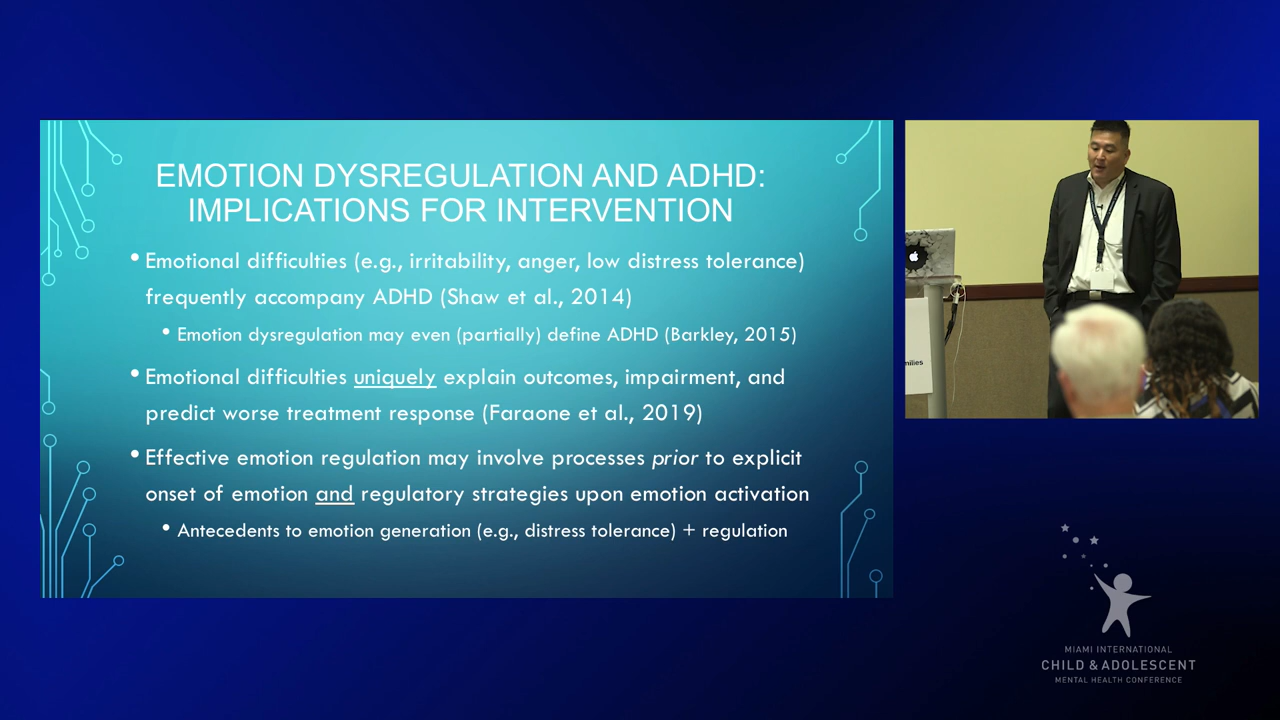 EMOTION DYSREGULATION AND ADHD:
IMPLICATIONS FOR INTERVENTION
• Emotional difficulties (e.g., irritability, anger, low distress tolerance)
frequently accompany ADHD (Shaw et al., 2014)
• Emotion dysregulation may even (partially) define ADHD (Barkley, 2015)
• Emotional difficulties uniquely explain outcomes, impairment, and
predict worse treatment response (Faraone et al., 2019)
• Effective emotion regulation may involve processes prior to explicit
onset of emotion and regulatory strategies upon emotion activation
• Antecedents to emotion generation (e.g., distress tolerance) + regulation
MIAMI INTERNATIONAL
CHILD & ADOLESCENT
MENTAL HEALTH CONFERENCE